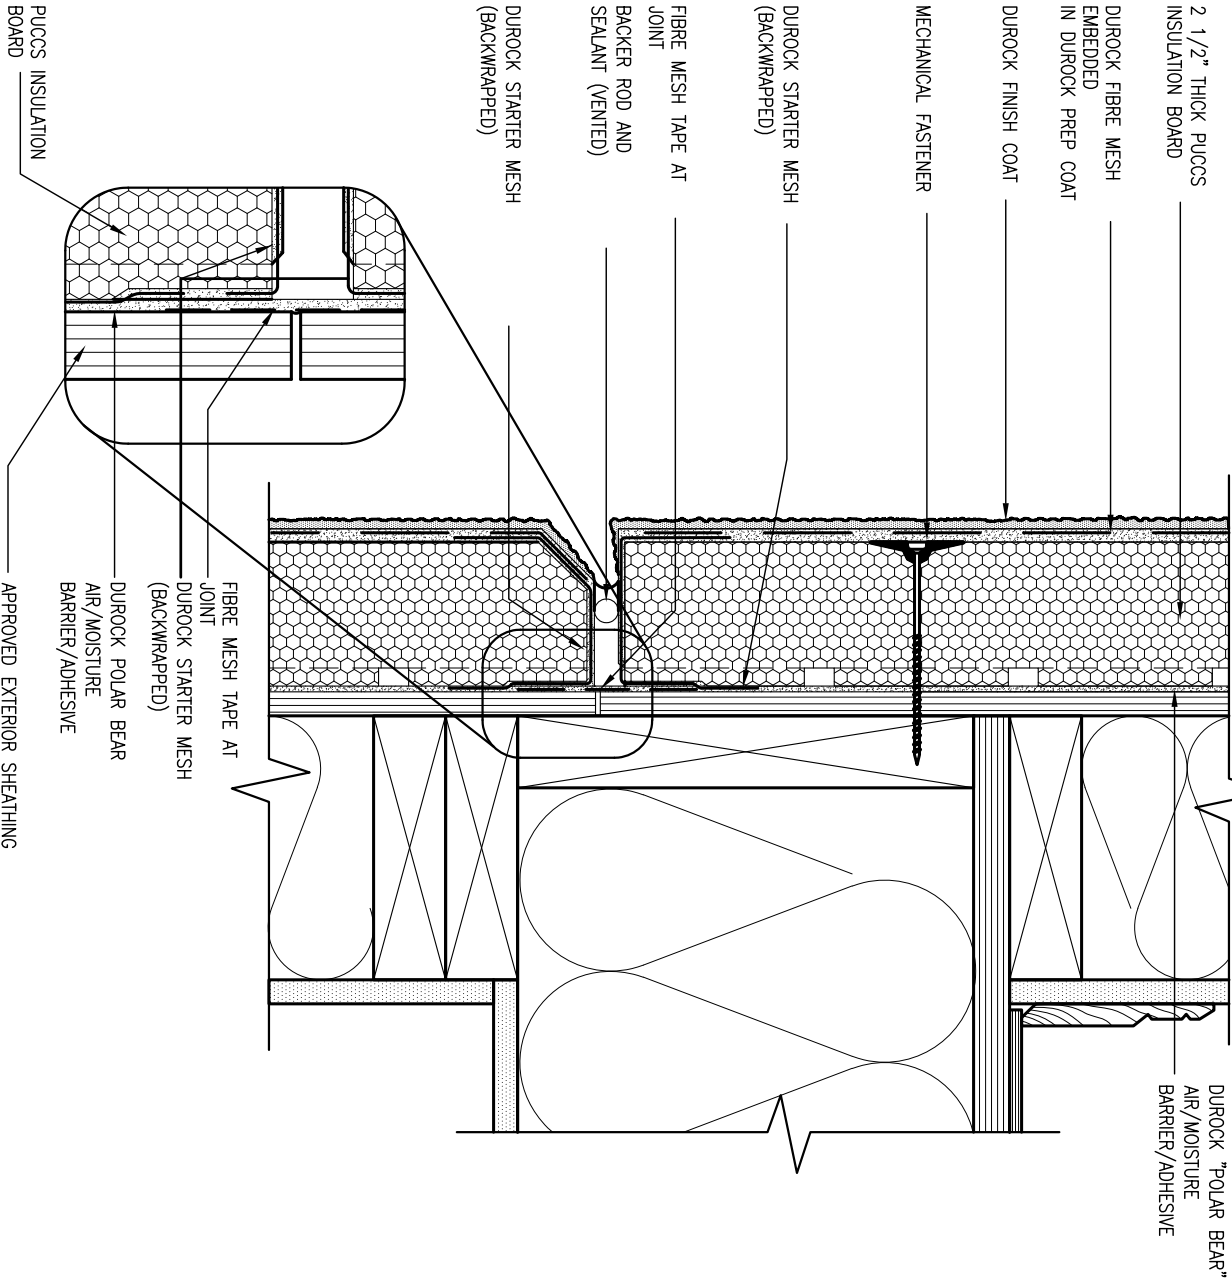 2 1/2" THICK PUCCS
INSULATION BOARD
DUROCK FIBRE MESH
EMBEDDED
IN DUROCK PREP COAT
DUROCK FINISH COAT
MECHANICAL FASTENER
DUROCK STARTER MESH
(BACKWRAPPED)
FIBRE MESH TAPE AT
JOINT
BACKER ROD AND
SEALANT (VENTED)
DUROCK STARTER MESH
(BACKWRAPPED)
PUCCS INSULATION
BOARD
DUROCK "POLAR BEAR"
AIR/MOISTURE
BARRIER/ADHESIVE
FIBRE MESH TAPE AT
JOINT
DUROCK STARTER MESH
(BACKWRAPPED)
DUROCK POLAR BEAR
AIR/MOISTURE
BARRIER/ADHESIVE
APPROVED EXTERIOR SHEATHING